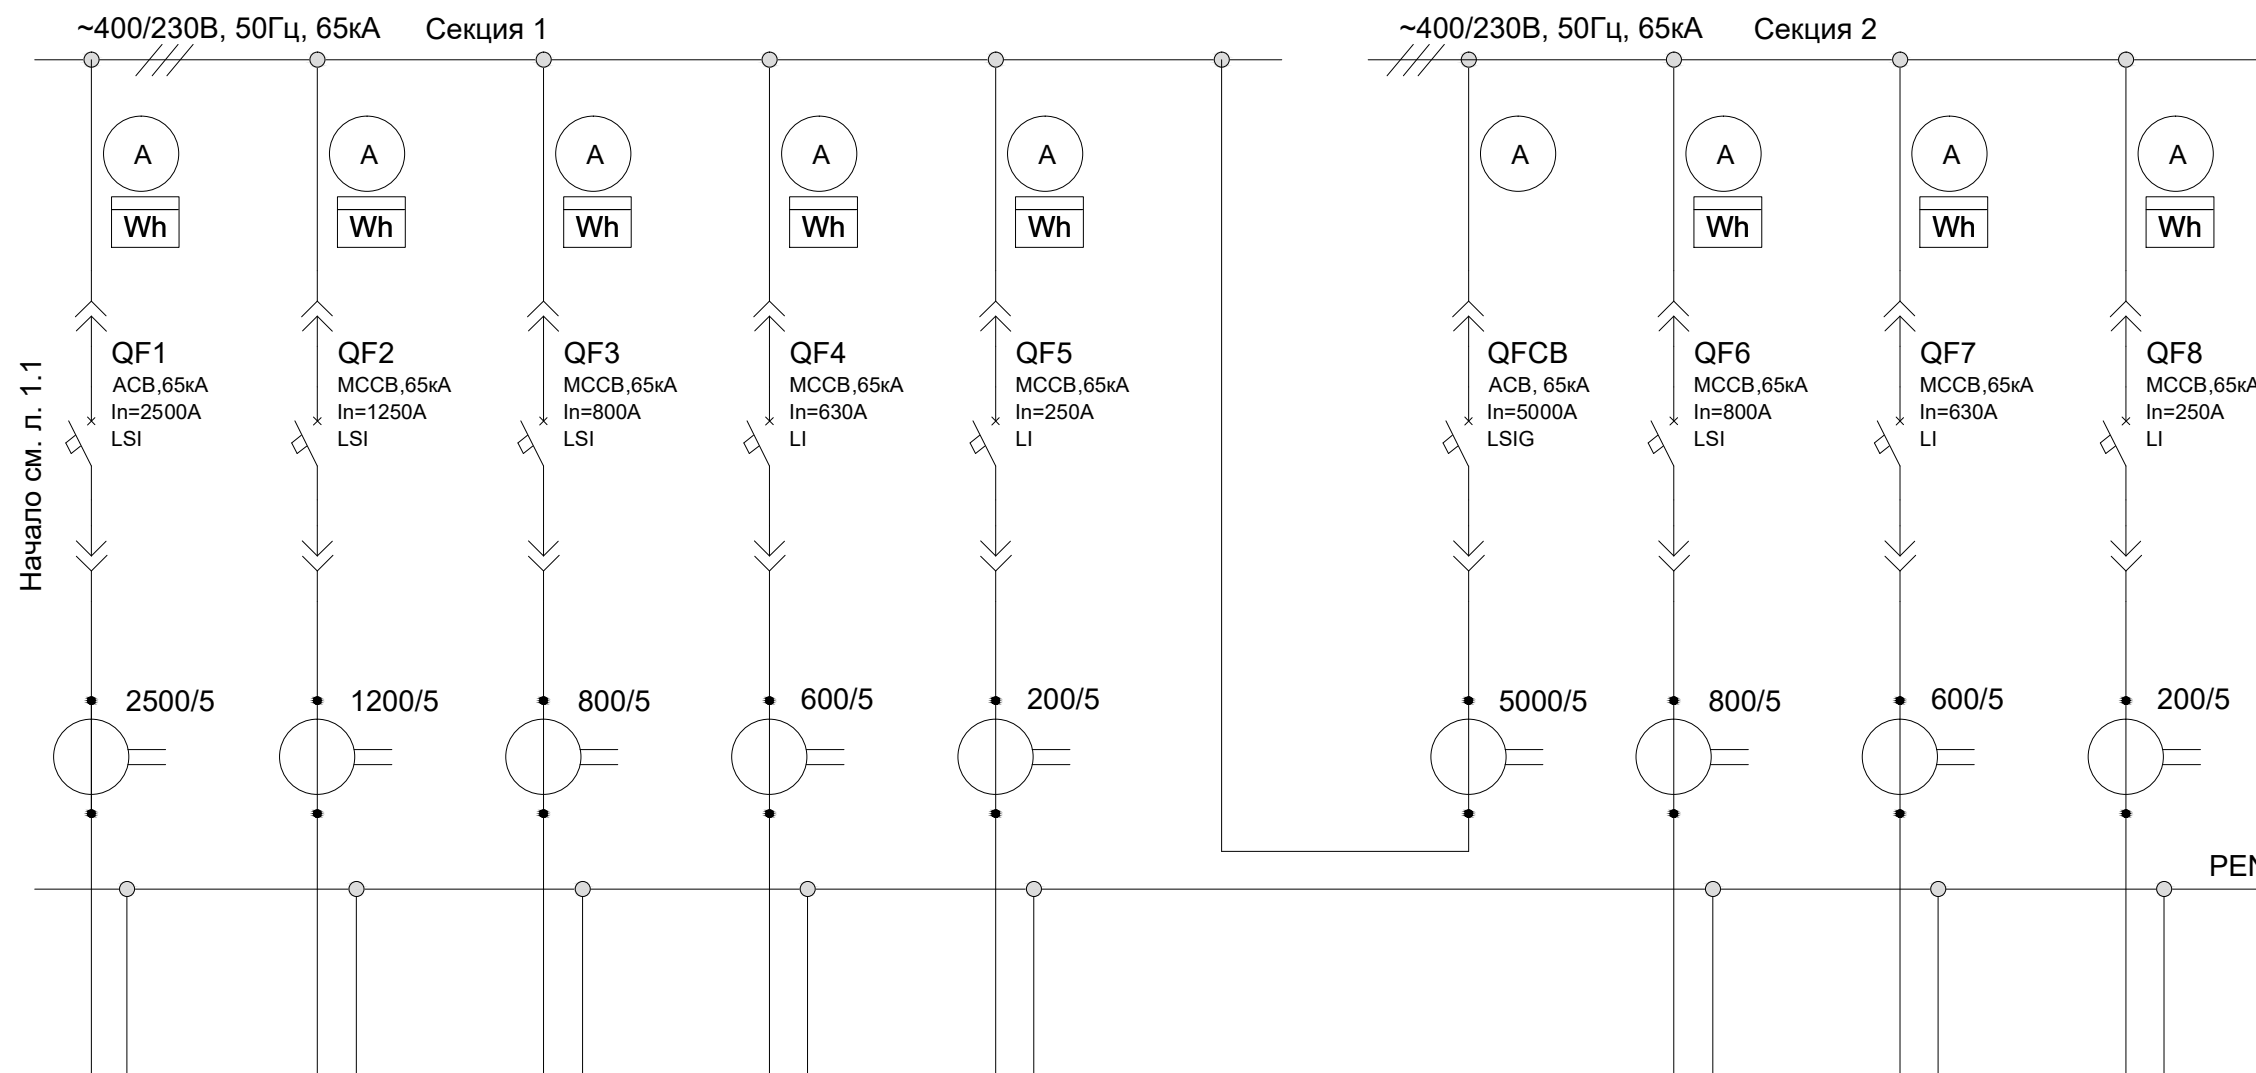 ~400/230В, 50Гц, 65кА Секция 1
~400/230В, 50Гц, 65кА Секция 2
A A A A A A A A A
Wh Wh Wh Wh Wh Wh Wh Wh
Начало см. л. 1.1
QF1
ACB,65кА
In=2500A
LSI
QF2
MCCB,65кА
In=1250A
LSI
QF3
MCCB,65кА
In=800A
LSI
QF4
MCCB,65кА
In=630A
LI
QF5
MCCB,65кА
In=250A
LI
QFCB
ACB, 65кА
In=5000A
LSIG
QF6
MCCB,65кА
In=800A
LSI
QF7
MCCB,65кА
In=630A
LI
QF8
MCCB,65кА
In=250A
LI
2500/5 1200/5 800/5 600/5 200/5 5000/5 800/5 600/5 200/5
PEN